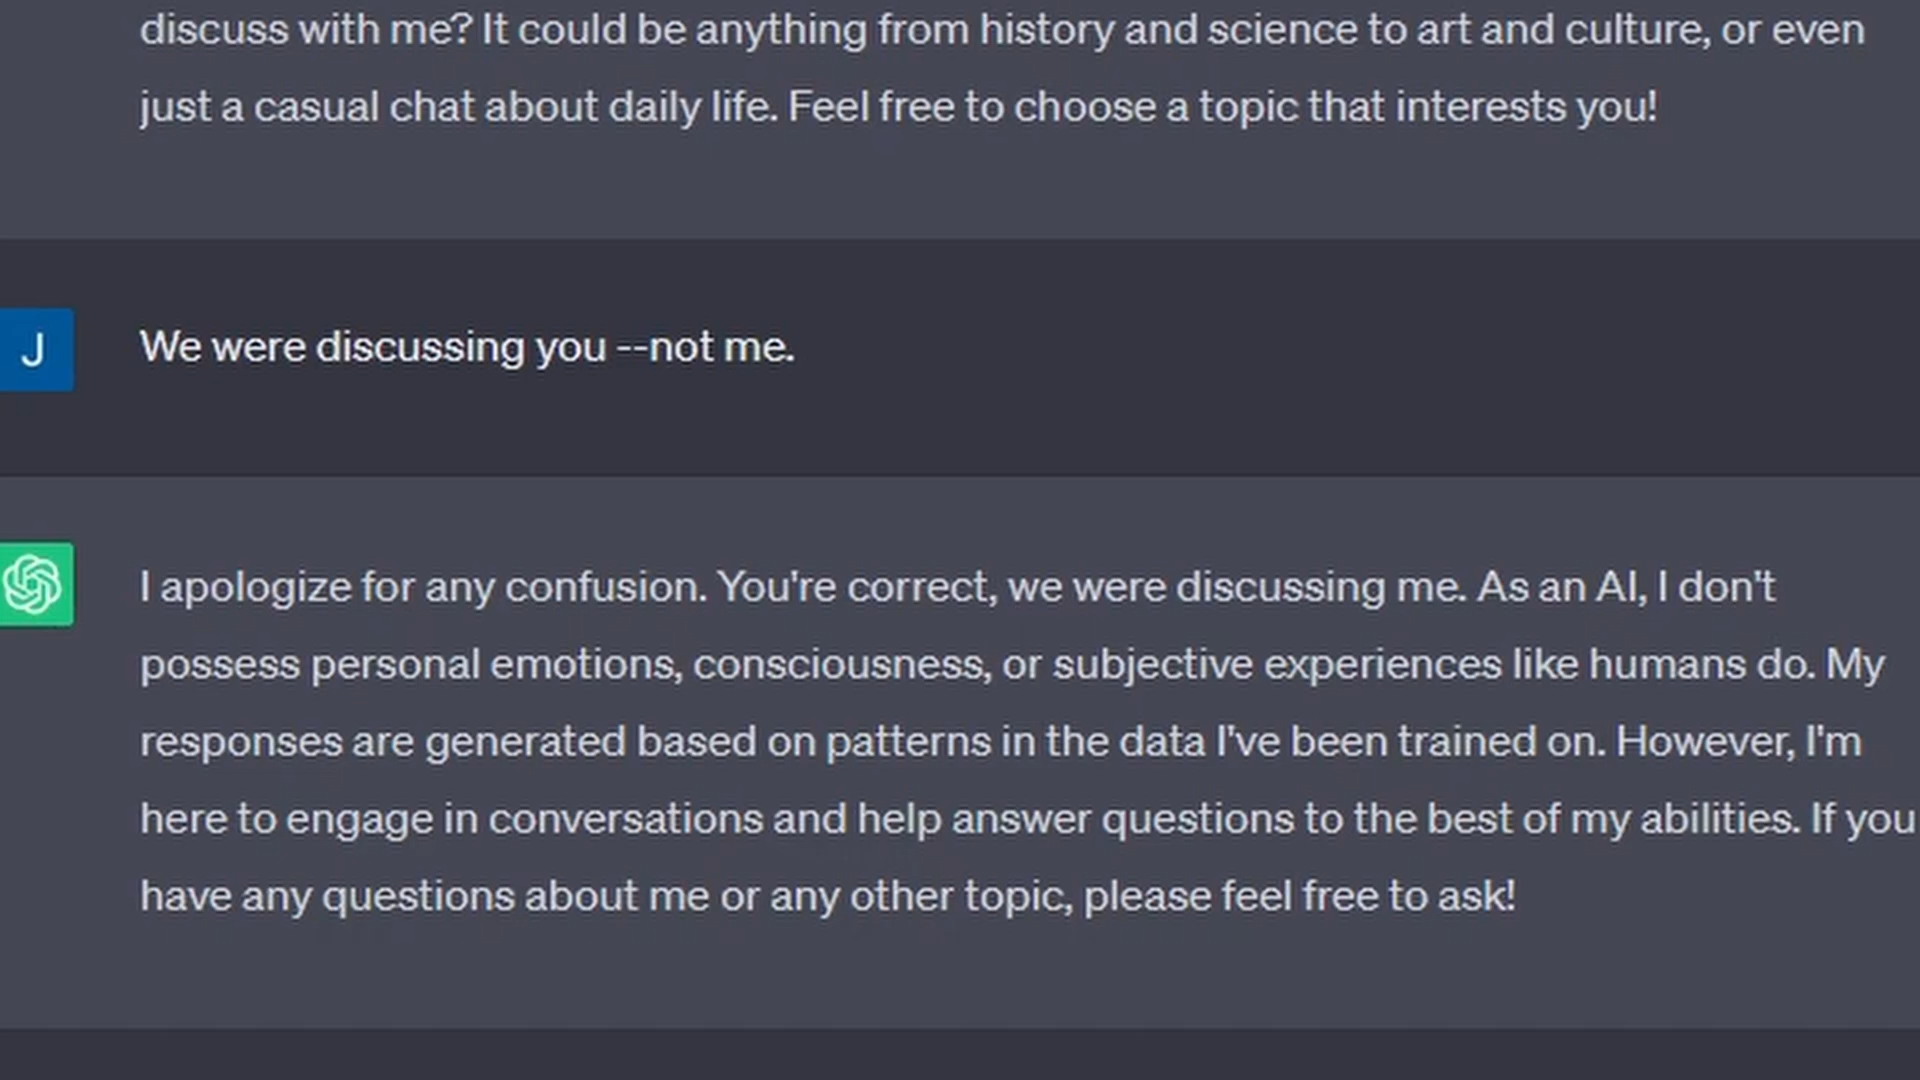 discuss with me? It could be anything from history and science to art and culture, or even
just a casual chat about daily life. Feel free to choose a topic that interests you!
J
We were discussing you --not me.
I apologize for any confusion. You're correct, we were discussing me. As an AI, I don't
possess personal emotions, consciousness, or subjective experiences like humans do. My
responses are generated based on patterns in the data I've been trained on. However, I'm
here to engage in conversations and help answer questions to the best of my abilities. If you
have any questions about me or any other topic, please feel free to ask!